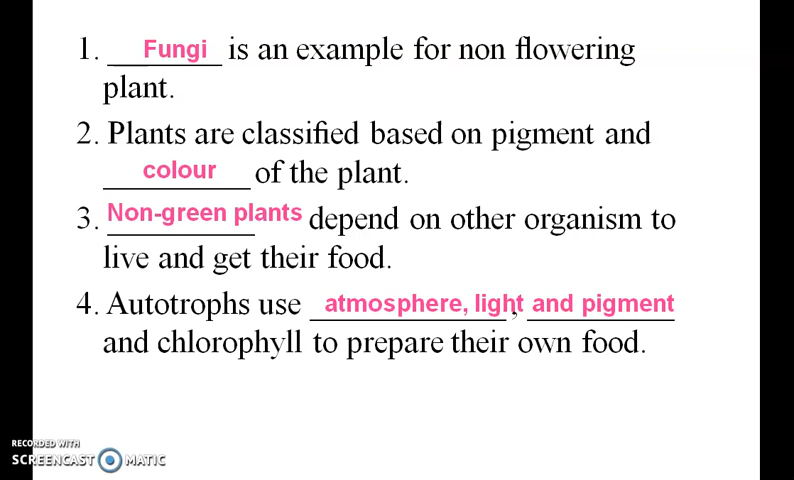 1. Fungi is an example for non flowering
plant.
2. Plants are classified based on pigment and
colour of the plant.
3. Non-green plants depend on other organism to
live and get their food.
4. Autotrophs use atmosphere, light, and pigment
and chlorophyll to prepare their own food.
RECORDED WITH
SCREENCAST MATIC